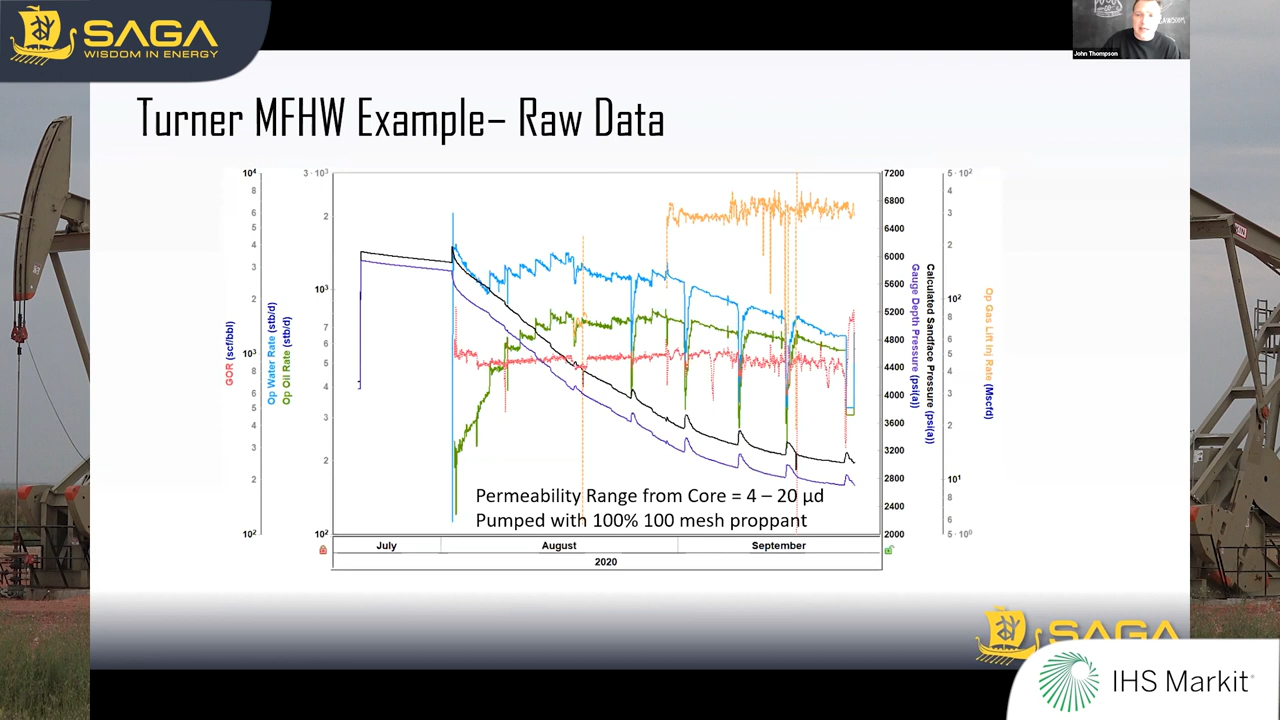 SAGA
WISDOM IN ENERGY
John Thompson
Turner MFHW Example– Raw Data
10⁴
8
6
5
4
3
2
10³
8
6
5
4
3
2
10²
GOR (scf/bbl)
Op Water Rate (stb/d)
Op Oil Rate (stb/d)
3 · 10³
2
10³
7
6
5
4
3
2
10²
7200
6800
6400
6000
5600
5200
4800
4400
4000
3600
3200
2800
2400
2000
Gauge Depth Pressure (psi(a))
Calculated Sandface Pressure (psi(a))
5 · 10²
4
3
2
10²
8
6
5
4
3
2
10¹
8
6
5 · 10⁰
Op Gas Lift Inj Rate (Mscfd)
Permeability Range from Core = 4 – 20 µd
Pumped with 100% 100 mesh proppant
July
August
September
2020
SAGA
IHS Markit